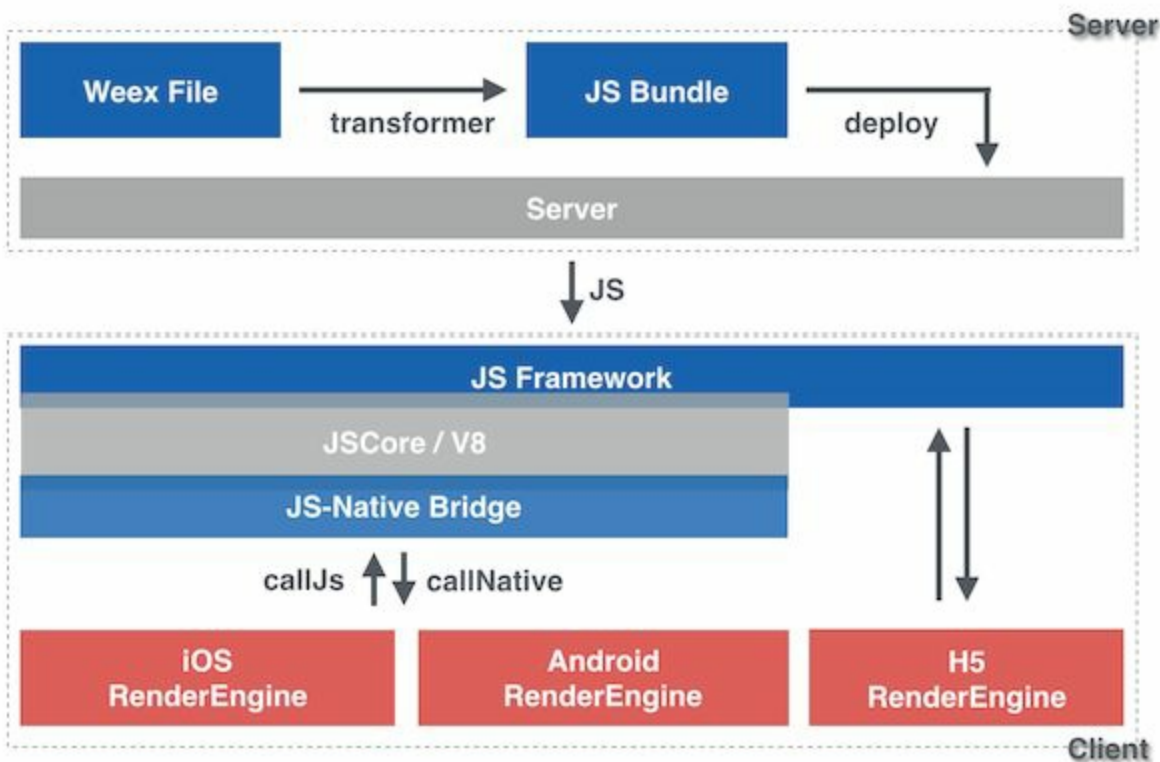 Server
Weex File
transformer
JS Bundle
deploy
Server
JS
JS Framework
JSCore / V8
JS-Native Bridge
callJs
callNative
iOS
RenderEngine
Android
RenderEngine
H5
RenderEngine
Client